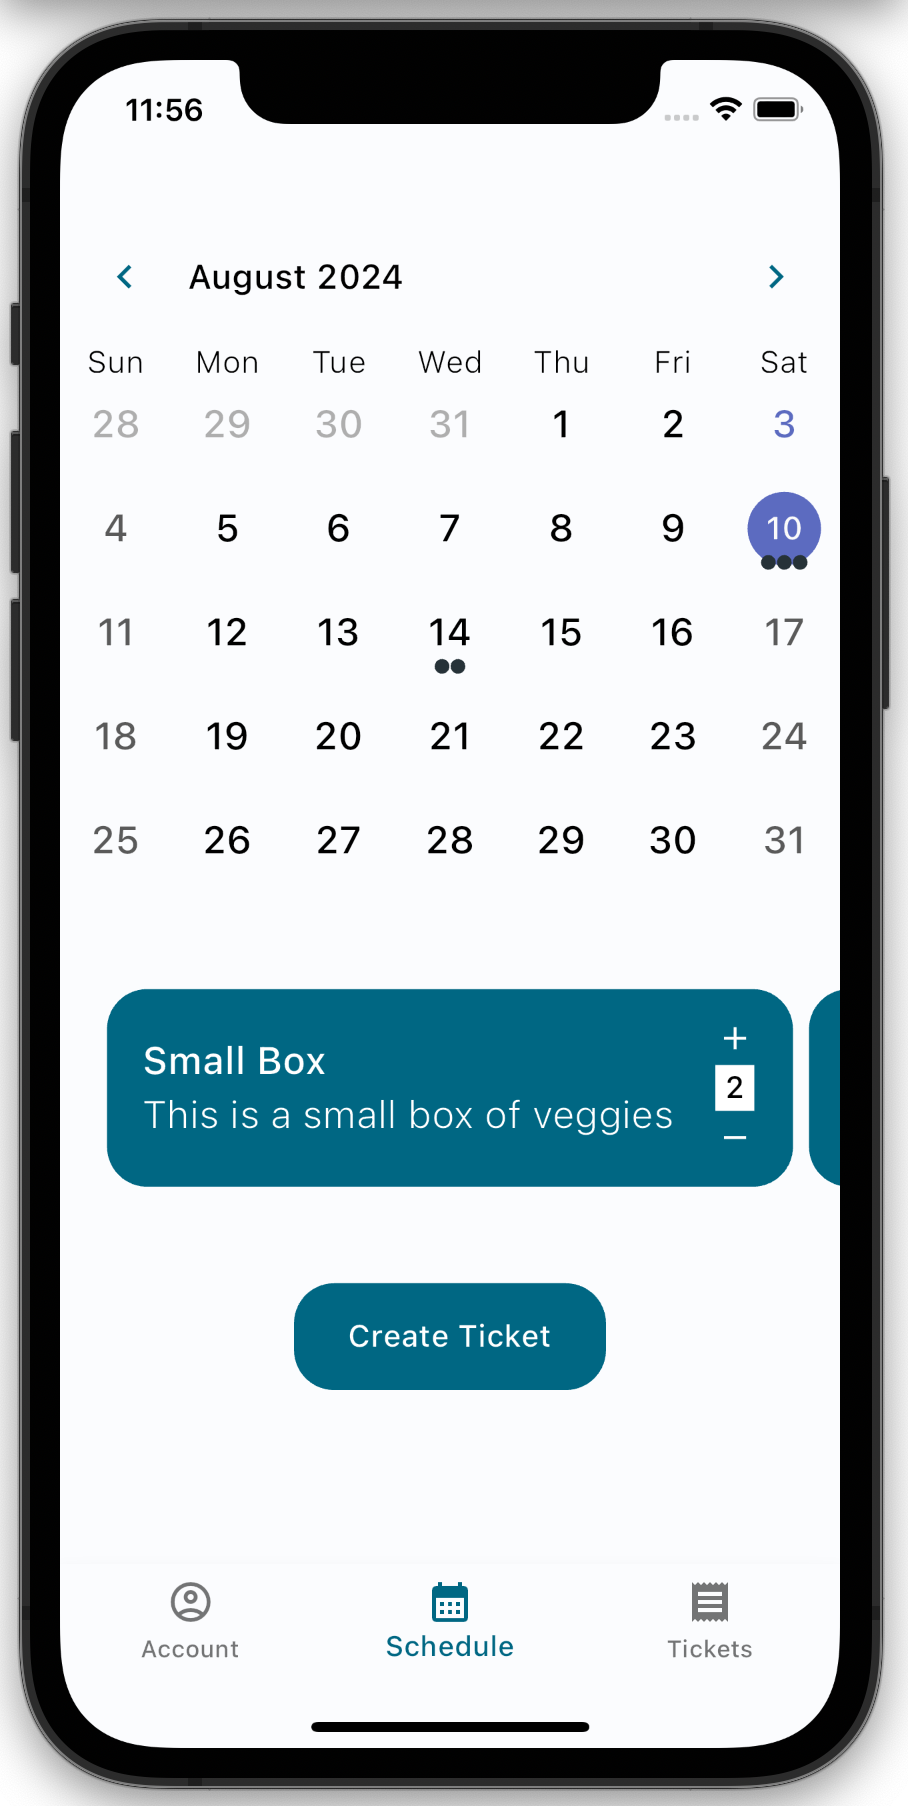 11:56
August 2024
Sun Mon Tue Wed Thu Fri Sat
28 29 30 31 1 2 3
4 5 6 7 8 9 10
11 12 13 14 15 16 17
18 19 20 21 22 23 24
25 26 27 28 29 30 31
Small Box
This is a small box of veggies
2
Create Ticket
Account Schedule Tickets